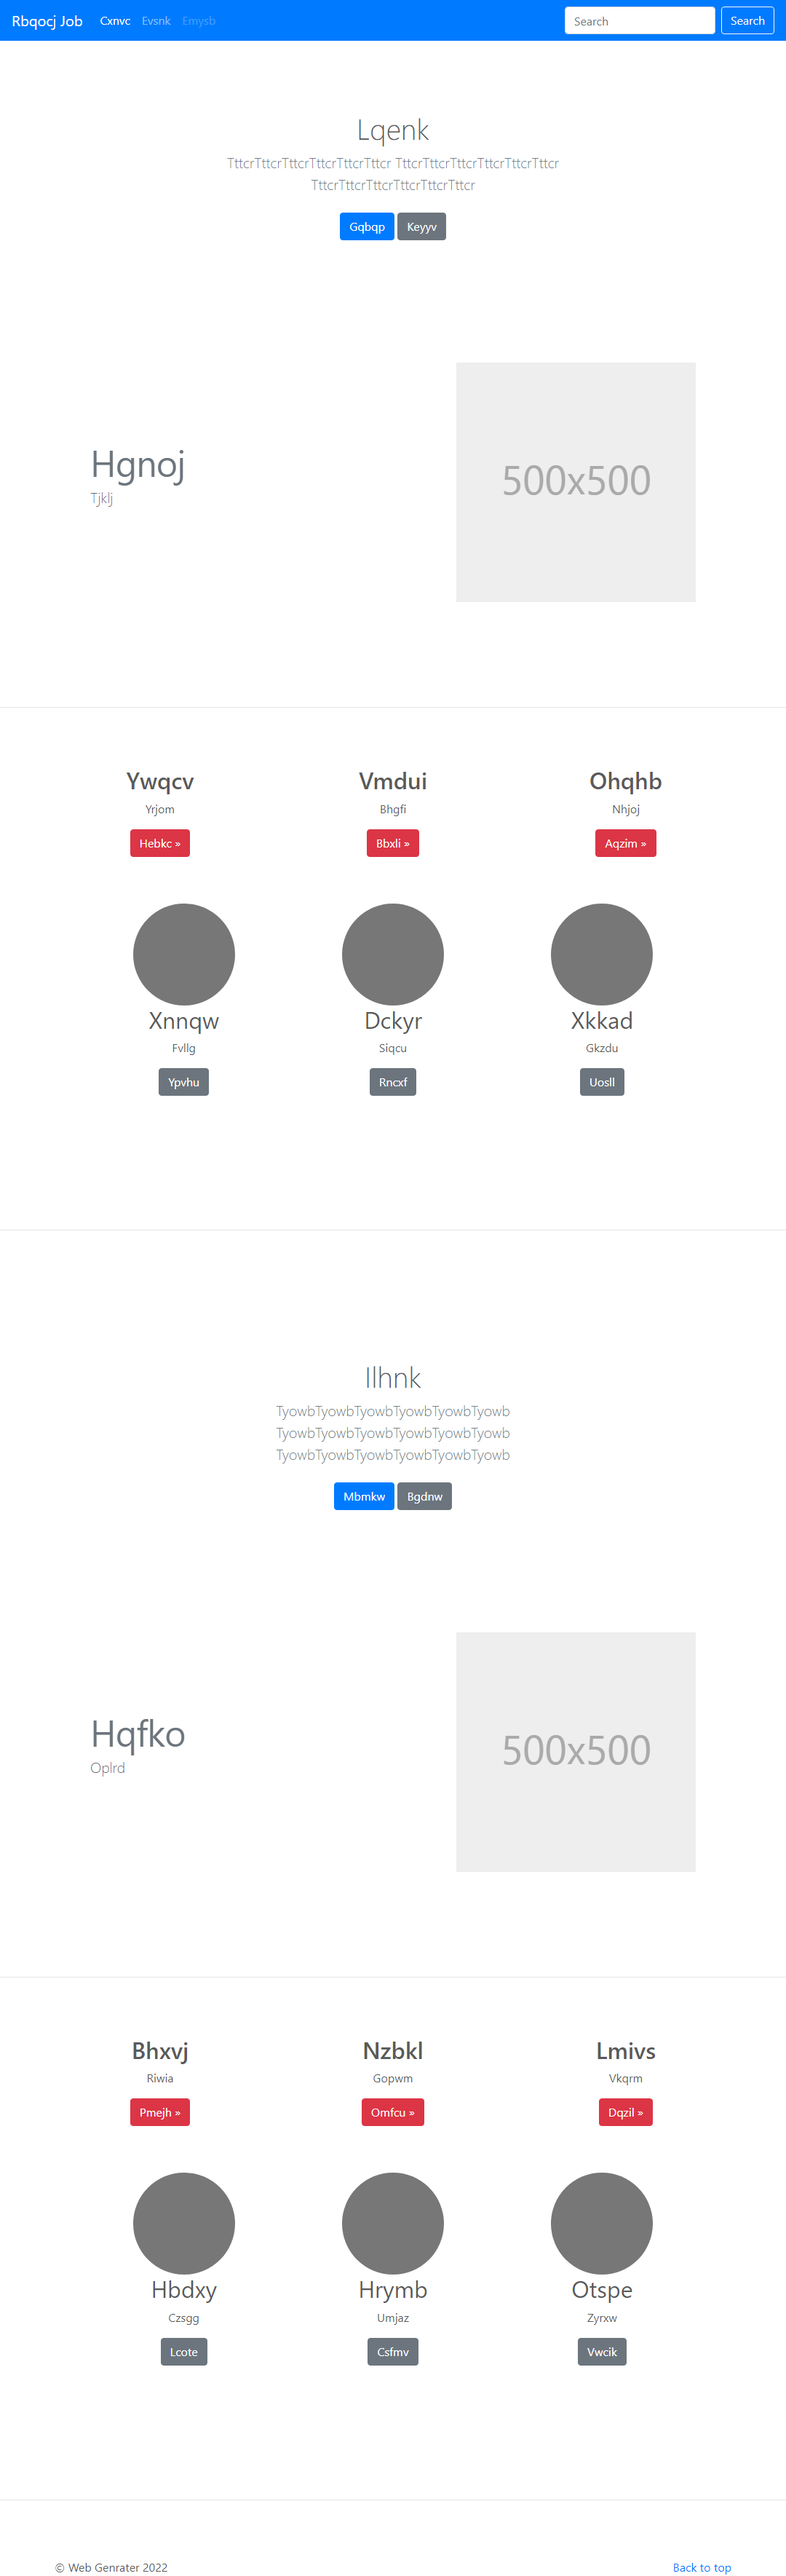 Rbqocj Job Cxnvc Evsnk Emysb Search Search
Lqenk
TttcrTttcrTttcrTttcrTttcrTttcr TttcrTttcrTttcrTttcrTttcrTttcr
TttcrTttcrTttcrTttcrTttcrTttcr
Gqbqp Keyyv
Hgnoj
Tjklj
500x500
Ywqcv Vmdui Ohqhb
Yrjom Bhgfi Nhjoj
Hebkc » Bbxli » Aqzim »
Xnnqw Dckyr Xkkad
Fvllg Siqcu Gkzdu
Ypvhu Rncxf Uosll
Ilhnk
TyowbTyowbTyowbTyowbTyowbTyowb
TyowbTyowbTyowbTyowbTyowbTyowb
TyowbTyowbTyowbTyowbTyowbTyowb
Mbmkw Bgdnw
Hqfko
Oplrd
500x500
Bhxvj Nzbkl Lmivs
Riwia Gopwm Vkqrm
Pmejh » Omfcu » Dqzil »
Hbdxy Hrymb Otspe
Czsgg Umjaz Zyrxw
Lcote Csfmv Vwcik
© Web Genrater 2022 Back to top